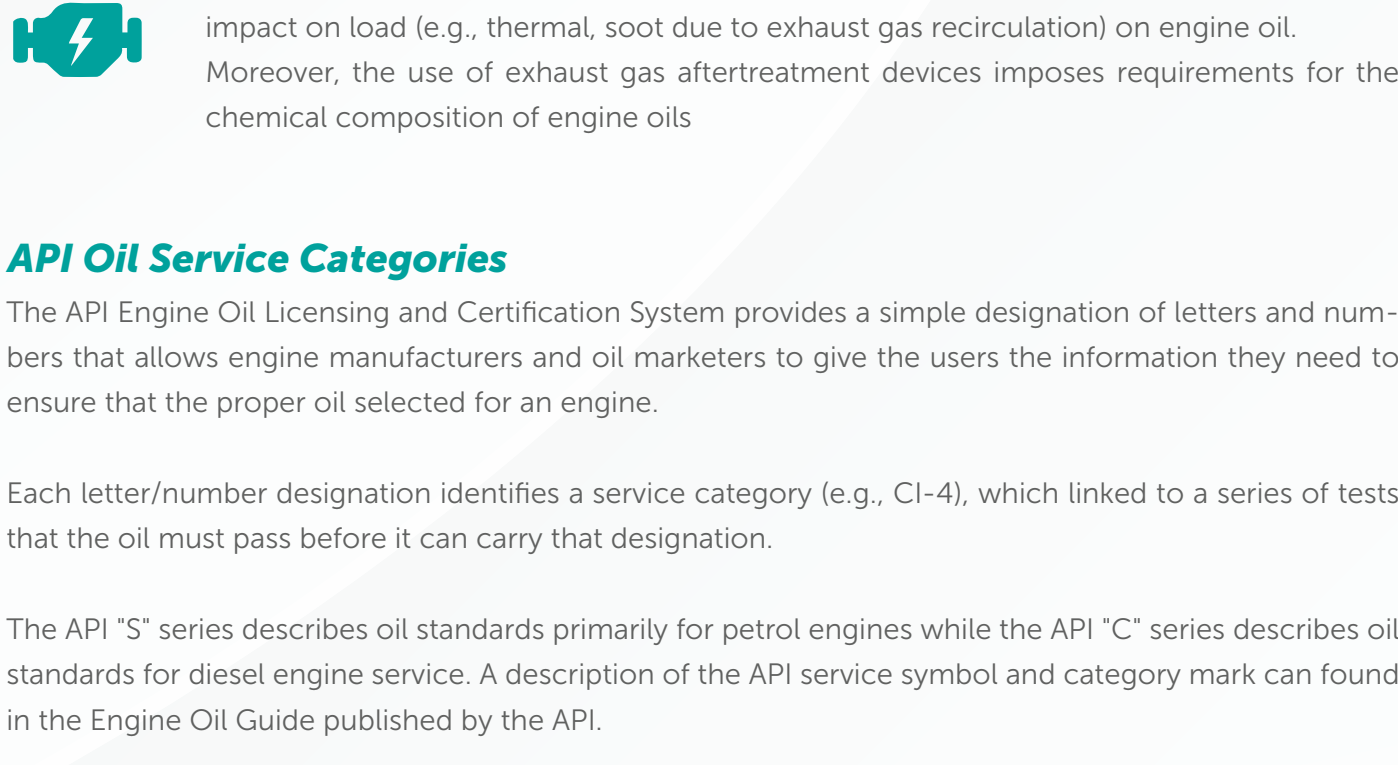 impact on load (e.g., thermal, soot due to exhaust gas recirculation) on engine oil.
Moreover, the use of exhaust gas aftertreatment devices imposes requirements for the
chemical composition of engine oils
API Oil Service Categories
The API Engine Oil Licensing and Certification System provides a simple designation of letters and num-
bers that allows engine manufacturers and oil marketers to give the users the information they need to
ensure that the proper oil selected for an engine.
Each letter/number designation identifies a service category (e.g., CI-4), which linked to a series of tests
that the oil must pass before it can carry that designation.
The API "S" series describes oil standards primarily for petrol engines while the API "C" series describes oil
standards for diesel engine service. A description of the API service symbol and category mark can found
in the Engine Oil Guide published by the API.